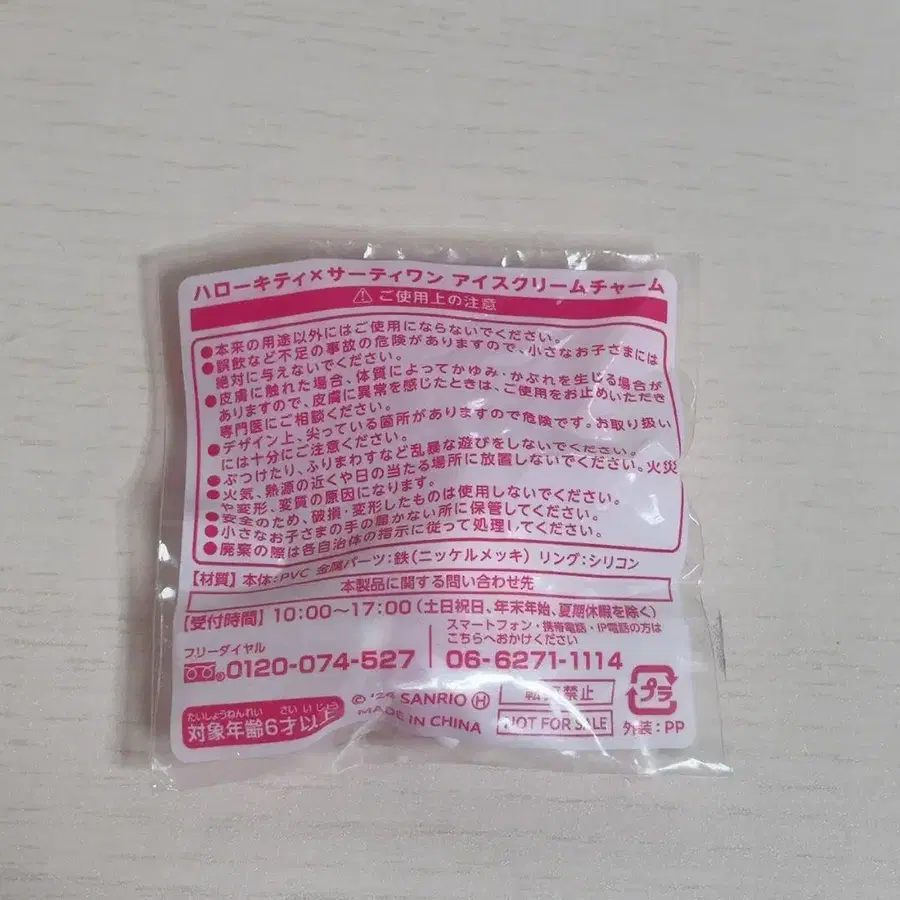 ハローキティ×サーティワン アイスクリームチャーム
ご使用上の注意
●本来の用途以外にはご使用にならないでください。
●誤飲など不足の事故の危険がありますので、小さなお子さまには
絶対に与えないでください。
●皮膚に触れた場合、体質によってかゆみ・かぶれを生じる場合が
ありますので、皮膚に異常を感じたときは、ご使用をお止めいただき
専門医にご相談ください。
●デザイン上、尖っている箇所がありますので危険です。お取り扱い
には十分にご注意ください。
●ぶつけたり、ふりまわすなど乱暴な遊びをしないでください。
●火気、熱源の近くや日の当たる場所に放置しないでください。火災
や変形、変質の原因になります。
●安全のため、破損・変形したものは使用しないでください。
●小さなお子さまの手の届かない所に保管してください。
●廃棄の際は各自治体の指示に従って処理してください。
【材質】本体:PVC 金属パーツ:鉄(ニッケルメッキ) リング:シリコン
本製品に関する問い合わせ先
【受付時間】10:00～17:00(土日祝日、年末年始、夏期休暇を除く)
フリーダイヤル
0120-074-527
スマートフォン・携帯電話・IP電話の方は
こちらへおかけください
06-6271-1114
たいしょうねんれい さい いじょう
対象年齢6才以上
©'24 SANRIO Ⓗ
MADE IN CHINA
転売禁止
NOT FOR SALE
プラ
外装:PP